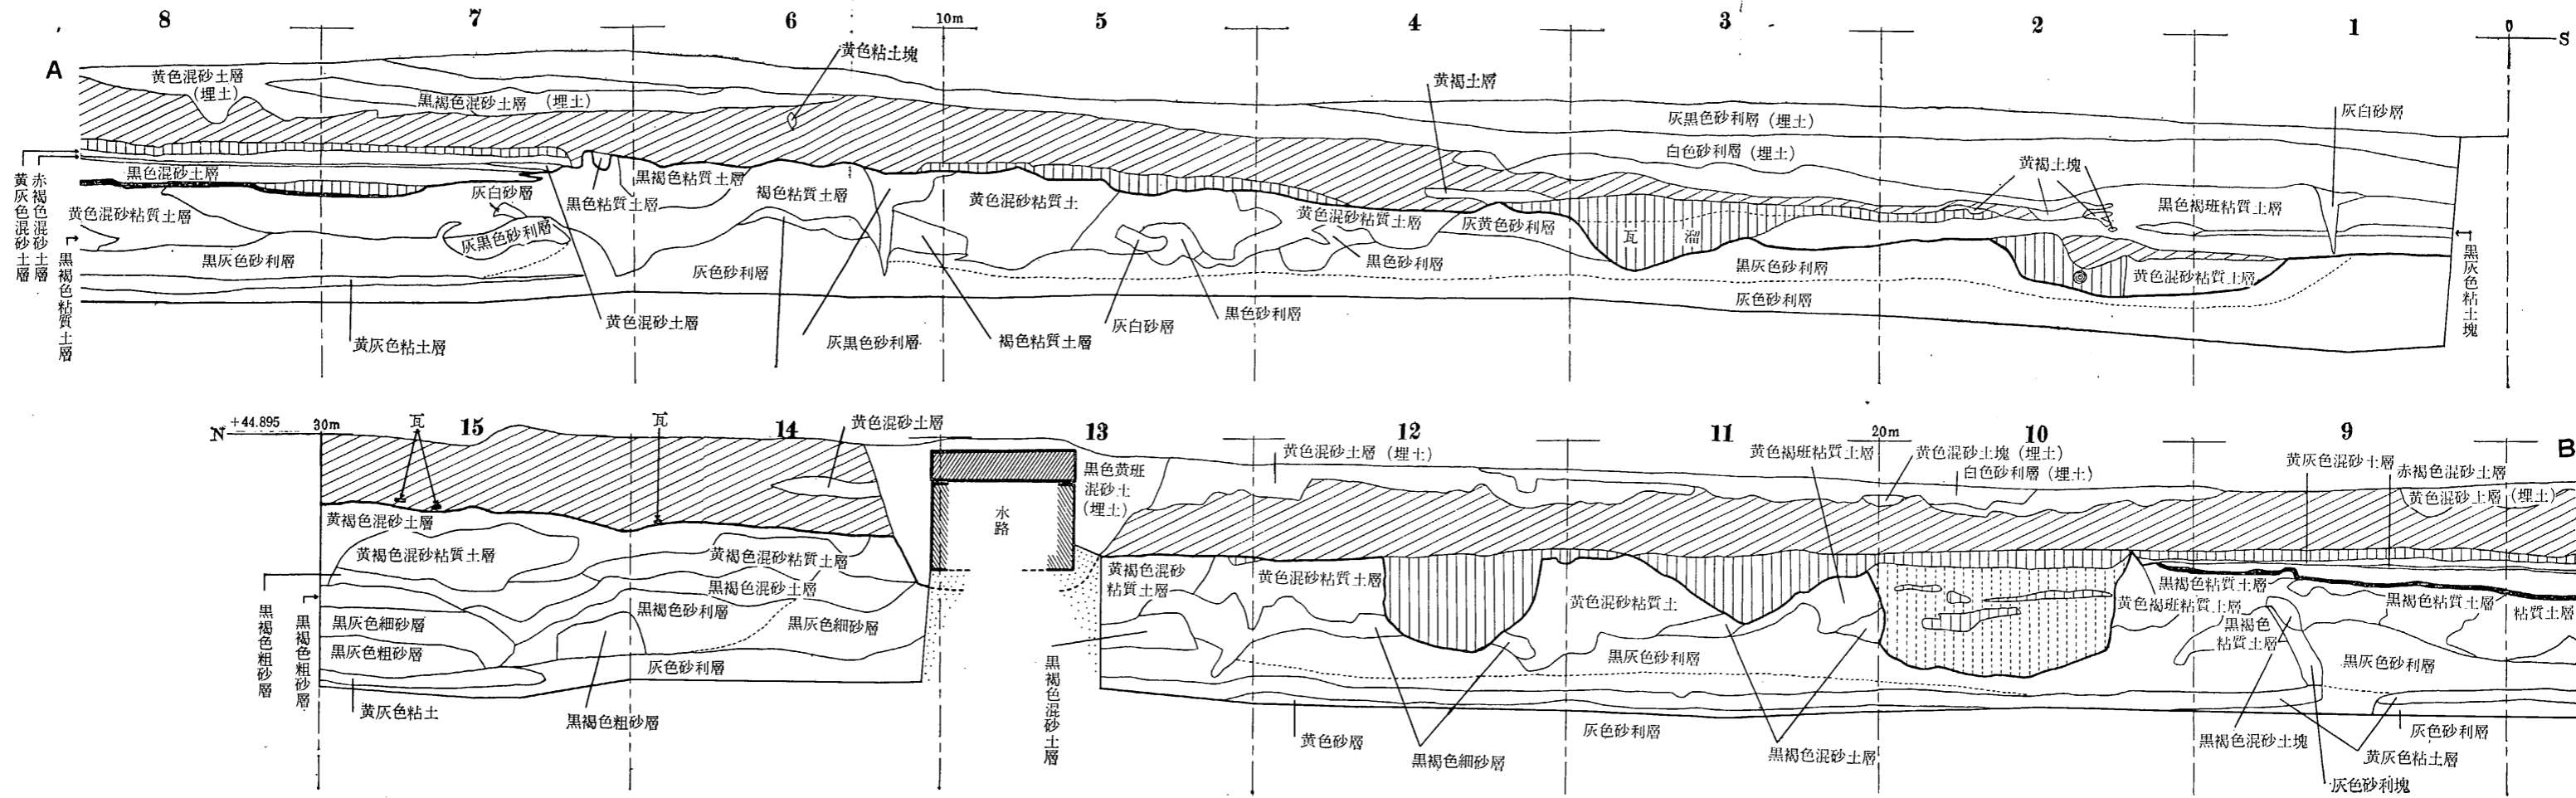 8
7
6
10m
5
4
3
2
1
0
S
A
黄色混砂土層
（埋土）
黒褐色混砂土層　（埋土）
黄色粘土塊
黄褐土層
灰黒色砂利層（埋土）
白色砂利層（埋土）
灰白砂層
黄褐土塊
黒色褐班粘質土層
黄灰色混砂土層
赤褐色混砂土層
黒褐色粘質土層
黒色混砂土層
黄色混砂粘質土層
黒灰色砂利層
灰白砂層
灰黒色砂利層
黒色粘質土層
黒褐色粘質土層
褐色粘質土層
灰色砂利層
黄色混砂粘質土
黄色混砂粘質土層
灰黄色砂利層
黒色砂利層
瓦溜
黒灰色砂利層
灰色砂利層
黄色混砂粘質土層
黒灰色粘土塊
黄灰色粘土層
黄色混砂土層
灰黒色砂利層
褐色粘質土層
灰白砂層
黒色砂利層
N
+44.895
30m
瓦
15
瓦
14
黄色混砂土層
13
12
11
20m
10
9
B
黄色混砂土層（埋土）
黄色褐班粘質土層
黄色混砂土塊（埋土）
白色砂利層（埋土）
黄灰色混砂土層
赤褐色混砂土層
黄色混砂土層（埋土）
黒色黄班
混砂土
（埋土）
水路
黄褐色混砂土層
黄褐色混砂粘質土層
黄褐色混砂粘質土層
黒褐色混砂土層
黒褐色砂利層
黒灰色細砂層
黒灰色細砂層
黒灰色粗砂層
灰色砂利層
黒褐色粗砂層
黒褐色粗砂層
黄灰色粘土
黒褐色粗砂層
黄褐色混砂
粘質土層
黄色混砂粘質土層
黄色混砂粘質土
黒灰色砂利層
黒褐色粘質土層
黄色褐班粘質土層
黒褐色
粘質土層
黒褐色粘質土層
粘質土層
黒灰色砂利層
黒褐色混砂土層
黄色砂層
黒褐色細砂層
灰色砂利層
黒褐色混砂土層
黒褐色混砂土塊
灰色砂利層
黄灰色粘土層
灰色砂利塊